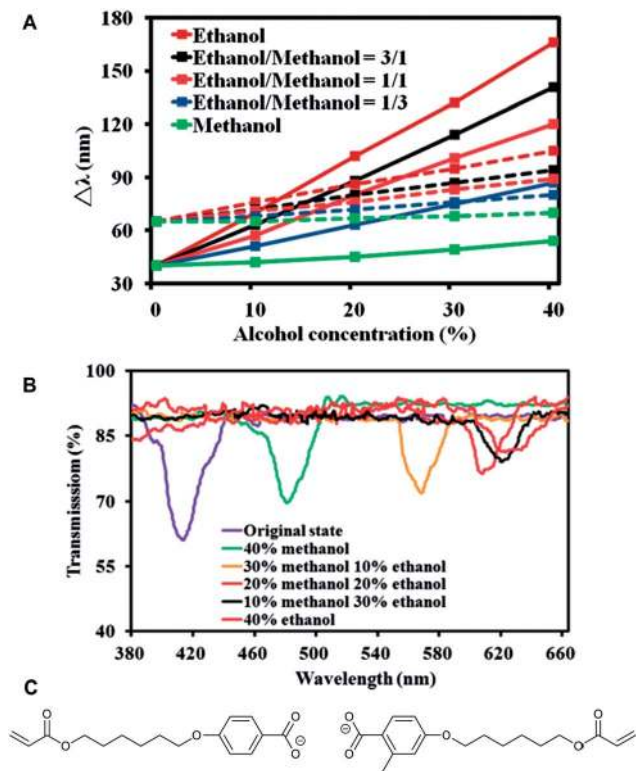 A
180
150
120
90
60
30
Δλ (nm)
Ethanol
Ethanol/Methanol = 3/1
Ethanol/Methanol = 1/1
Ethanol/Methanol = 1/3
Methanol
0 10 20 30 40
Alcohol concentration (%)
B
100
85
70
55
40
Transmisssiom (%)
Original state
40% methanol
30% methanol 10% ethanol
20% methanol 20% ethanol
10% methanol 30% ethanol
40% ethanol
380 420 460 500 540 580 620 660
Wavelength (nm)
C
O
O
O
O
O
⊖
O
O
⊖
O
O
O